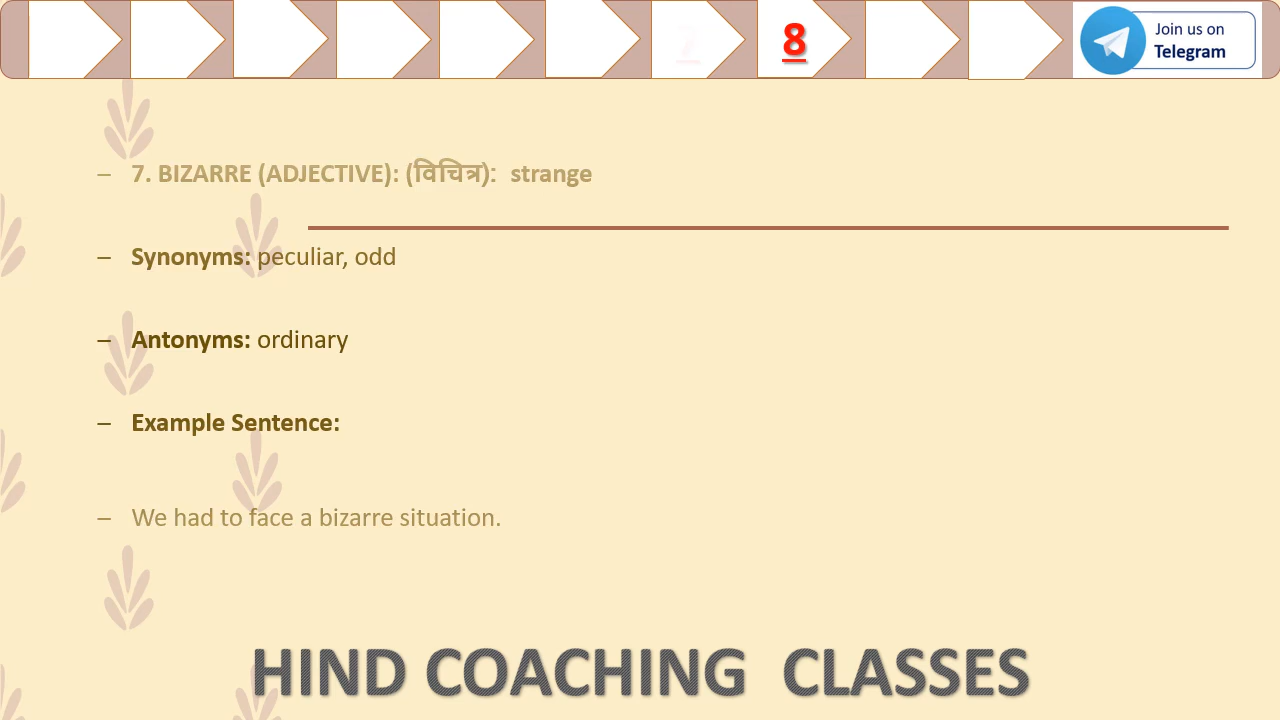 7
8
Join us on
Telegram
– 7. BIZARRE (ADJECTIVE): (विचित्र): strange
– Synonyms: peculiar, odd
– Antonyms: ordinary
– Example Sentence:
– We had to face a bizarre situation.
HIND COACHING CLASSES